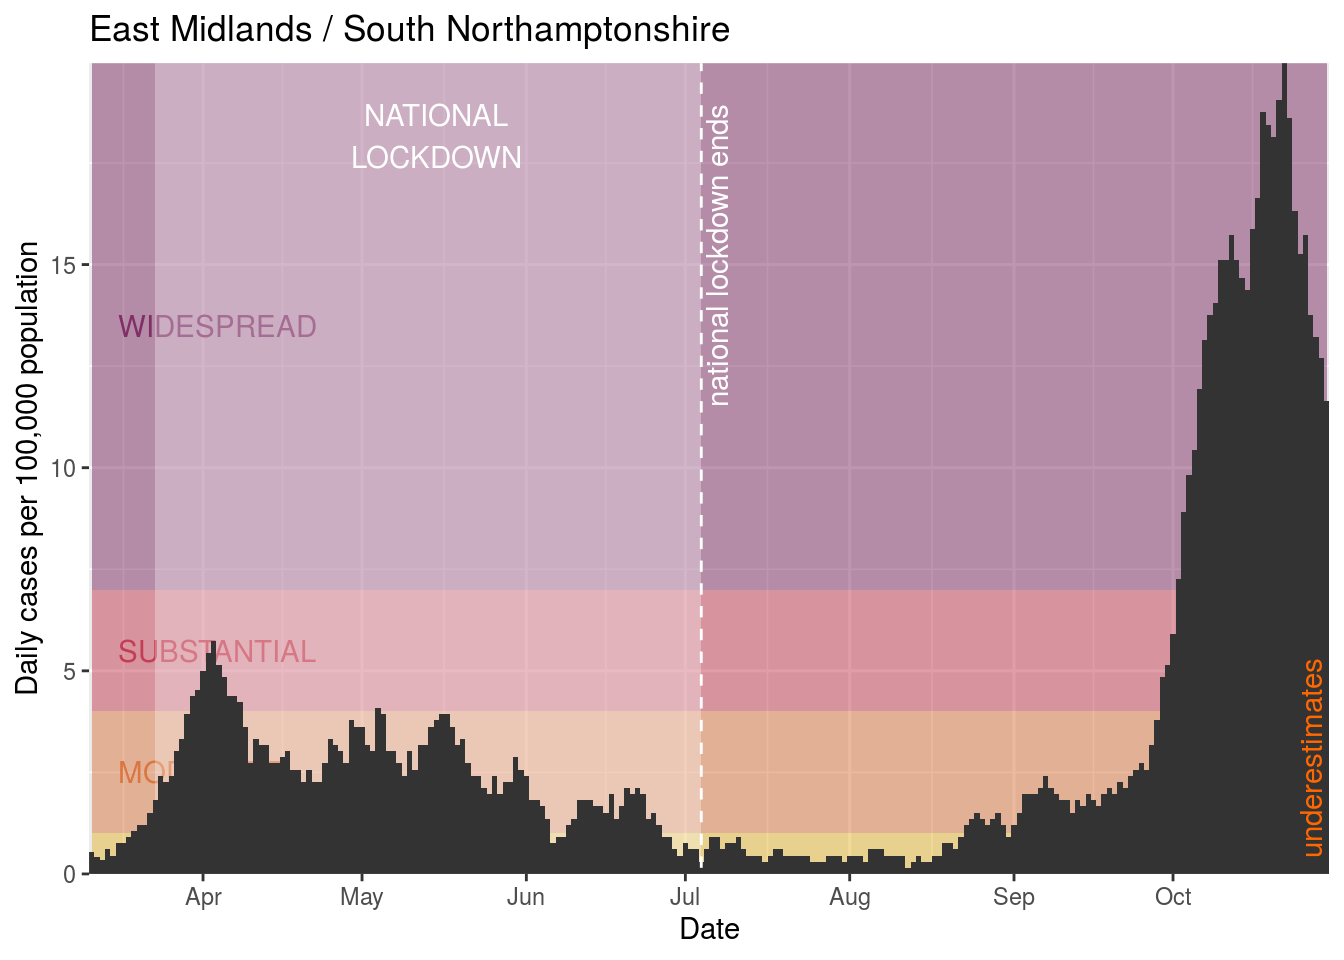 East Midlands / South Northamptonshire
NATIONAL
LOCKDOWN
national lockdown ends
WIDESPREAD
SUBSTANTIAL
underestimates
Daily cases per 100,000 population
15
10
5
0
Apr
May
Jun
Jul
Aug
Sep
Oct
Date